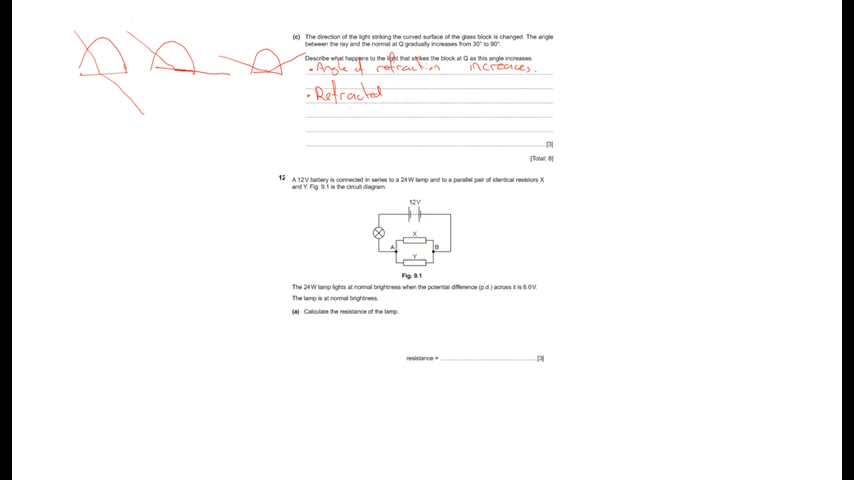 (c) The direction of the light striking the curved surface of the glass block is changed. The angle
between the ray and the normal at Q gradually increases from 30° to 90°.
Describe what happens to the light that strikes the block at Q as this angle increases.
• Angle of refraction increases.
• Refracted
[3]
[Total: 8]
12 A 12V battery is connected in series to a 24W lamp and to a parallel pair of identical resistors X
and Y. Fig. 9.1 is the circuit diagram.
12V
X
A B
Y
Fig. 9.1
The 24W lamp lights at normal brightness when the potential difference (p.d.) across it is 6.0V.
The lamp is at normal brightness.
(a) Calculate the resistance of the lamp.
resistance = [3]